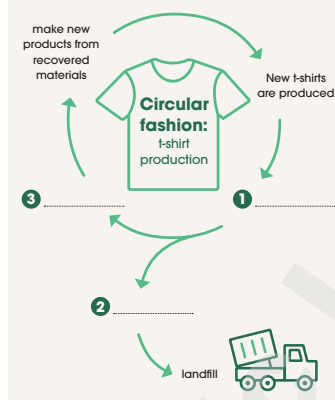 make new
products from
recovered
materials
New t-shirts
are produced
Circular
fashion:
t-shirt
production
3
1
2
landfill